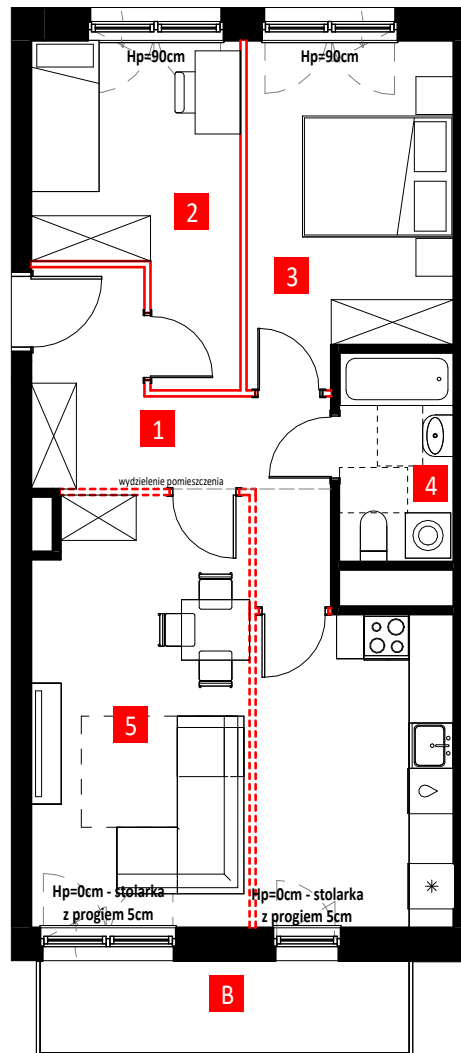 Hp=90cm
Hp=90cm
2
3
1
wydzielenie pomieszczenia
4
5
Hp=0cm - stolarka
z progiem 5cm
Hp=0cm - stolarka
z progiem 5cm
B